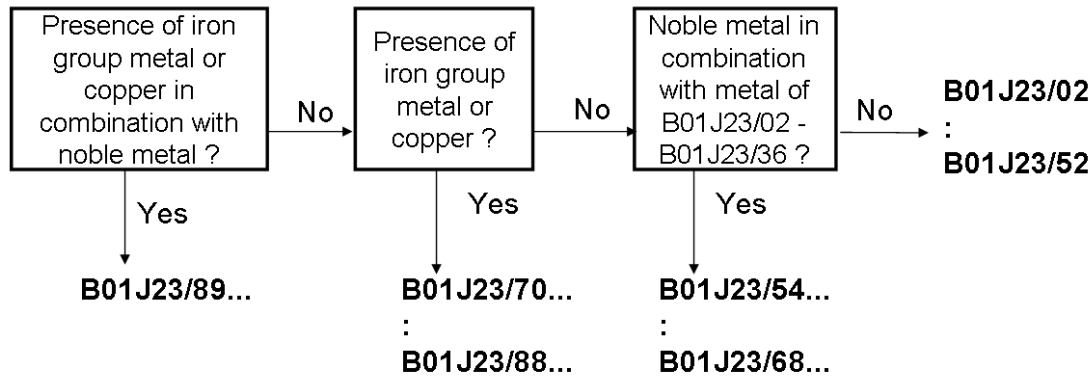 Presence of iron
group metal or
copper in
combination with
noble metal ?
No
Presence of
iron group
metal or
copper ?
No
Noble metal in
combination
with metal of
B01J23/02 -
B01J23/36 ?
No
B01J23/02
:
B01J23/52
Yes
Yes
Yes
B01J23/89...
B01J23/70...
:
B01J23/88...
B01J23/54...
:
B01J23/68...